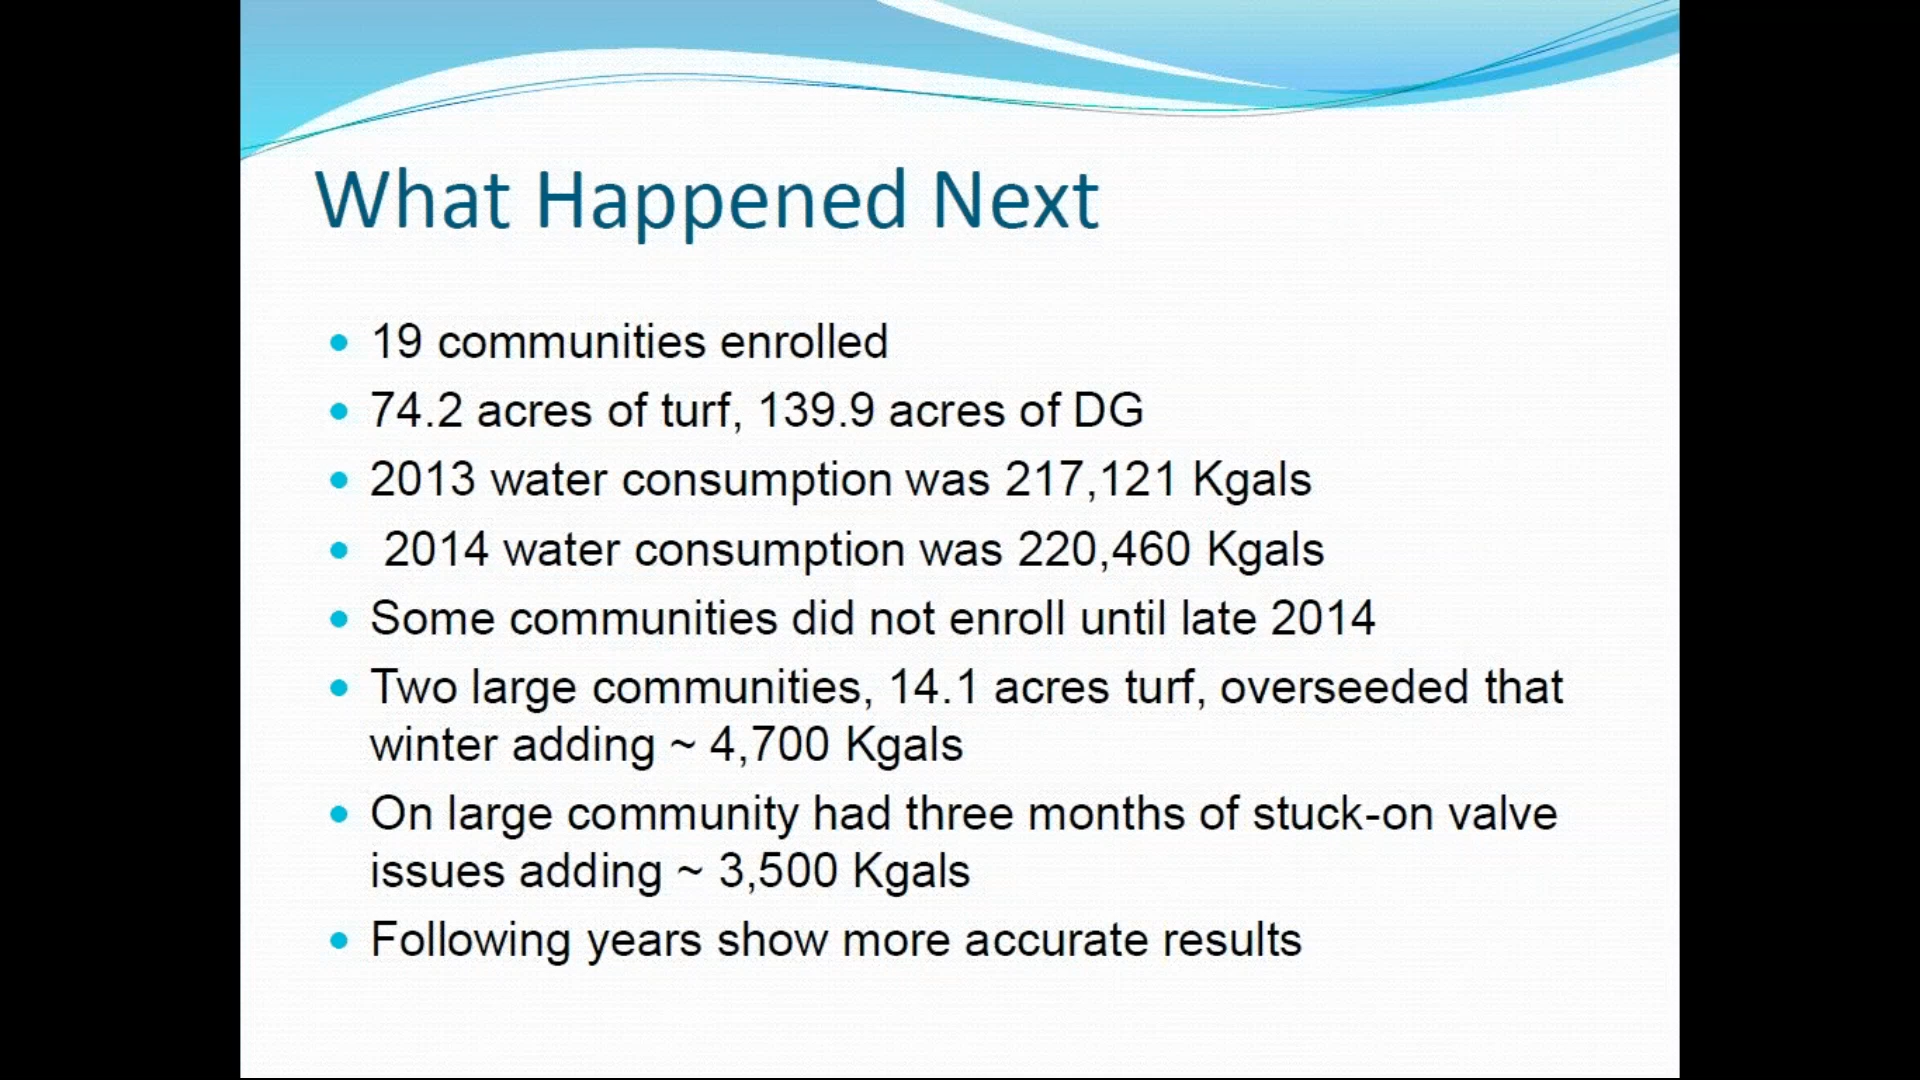 What Happened Next
19 communities enrolled
74.2 acres of turf, 139.9 acres of DG
2013 water consumption was 217,121 Kgals
2014 water consumption was 220,460 Kgals
Some communities did not enroll until late 2014
Two large communities, 14.1 acres turf, overseeded that
winter adding ~ 4,700 Kgals
On large community had three months of stuck-on valve
issues adding ~ 3,500 Kgals
Following years show more accurate results